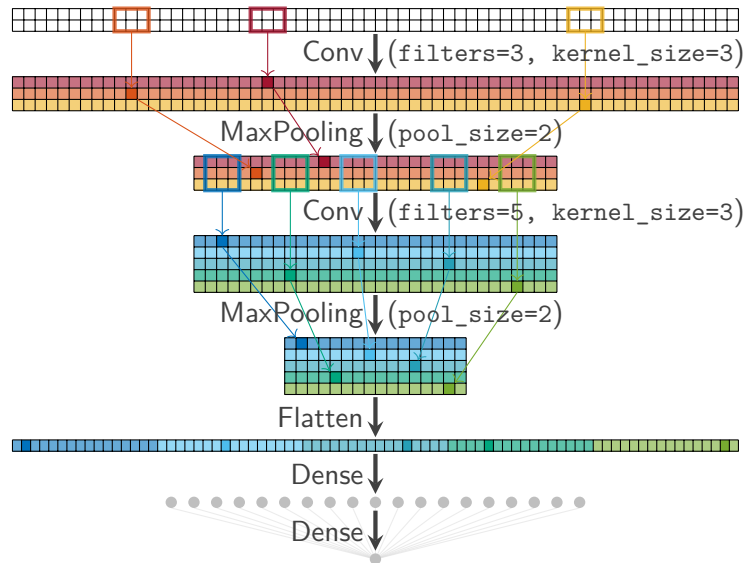 Conv (filters=3, kernel_size=3)
MaxPooling (pool_size=2)
Conv (filters=5, kernel_size=3)
MaxPooling (pool_size=2)
Flatten
Dense
Dense